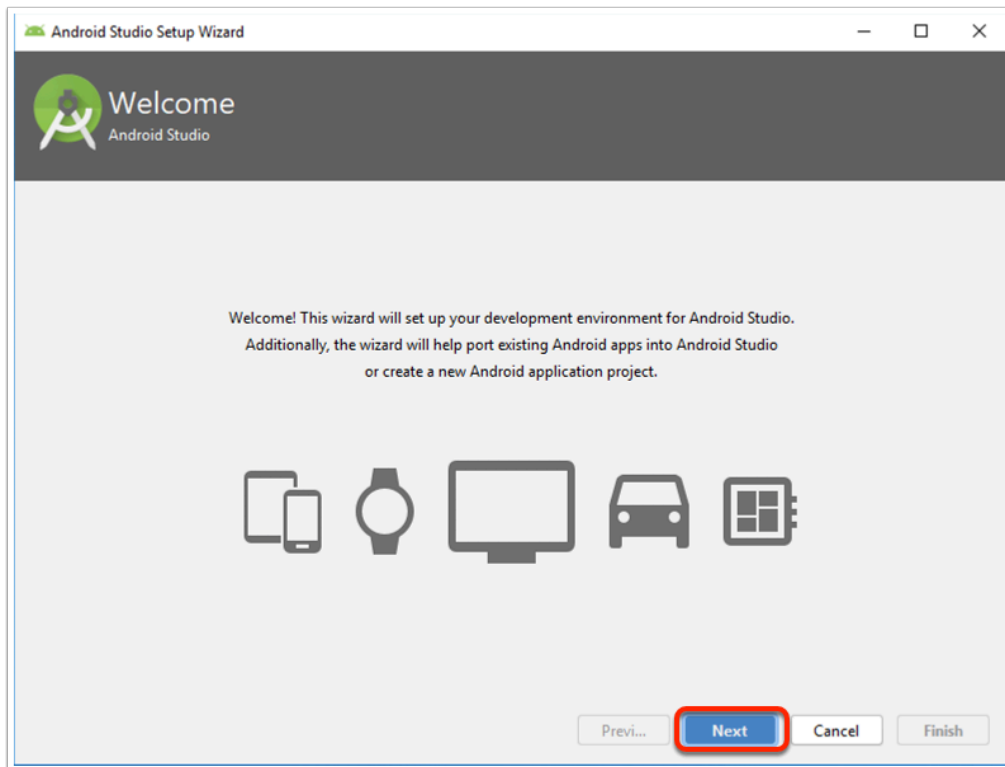 Android Studio Setup Wizard
Welcome
Android Studio
Welcome! This wizard will set up your development environment for Android Studio.
Additionally, the wizard will help port existing Android apps into Android Studio
or create a new Android application project.
Previ... Next Cancel Finish